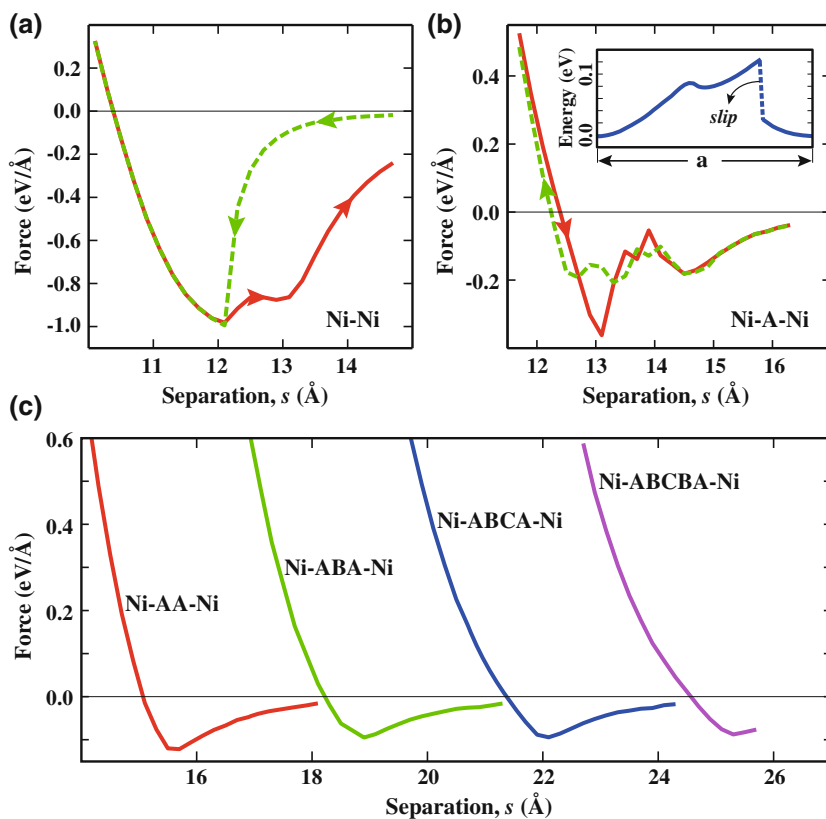 (a)
0.2
0.0
-0.2
-0.4
-0.6
-0.8
-1.0
Force (eV/Å)
11 12 13 14
Separation, s (Å)
Ni-Ni
(b)
0.4
0.2
0.0
-0.2
Force (eV/Å)
12 13 14 15 16
Separation, s (Å)
Ni-A-Ni
Energy (eV)
0.1
0.0
slip
a
(c)
0.6
0.4
0.2
0.0
Force (eV/Å)
Ni-AA-Ni
Ni-ABA-Ni
Ni-ABCA-Ni
Ni-ABCBA-Ni
16 18 20 22 24 26
Separation, s (Å)